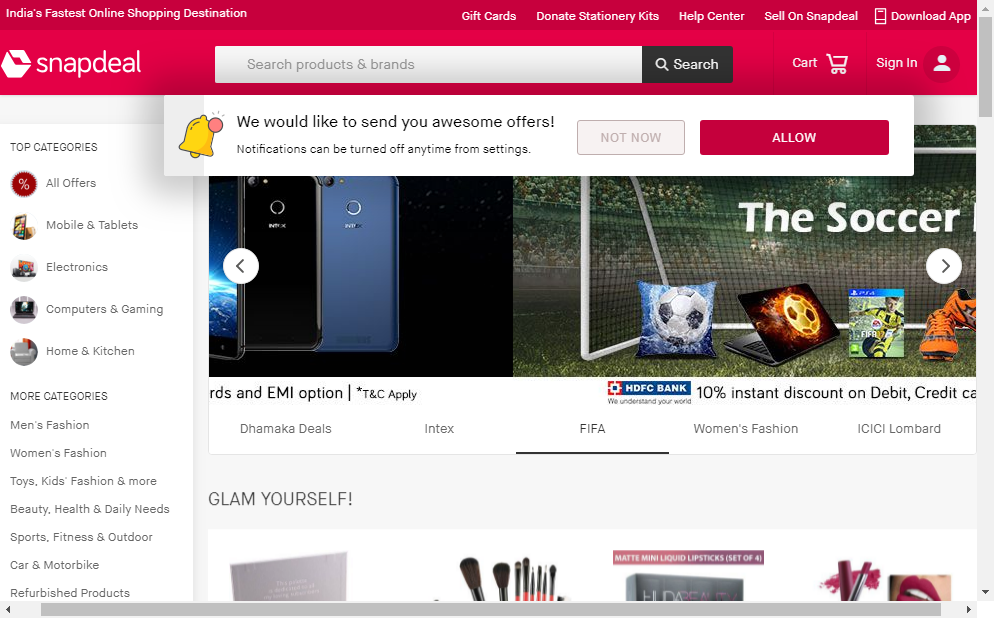 India's Fastest Online Shopping Destination
Gift Cards
Donate Stationery Kits
Help Center
Sell On Snapdeal
Download App
snapdeal
Search products & brands
Search
Cart
Sign In
We would like to send you awesome offers!
Notifications can be turned off anytime from settings.
NOT NOW
ALLOW
TOP CATEGORIES
All Offers
Mobile & Tablets
Electronics
Computers & Gaming
Home & Kitchen
MORE CATEGORIES
Men's Fashion
Women's Fashion
Toys, Kids' Fashion & more
Beauty, Health & Daily Needs
Sports, Fitness & Outdoor
Car & Motorbike
Refurbished Products
INTEX
INTEX
The Soccer
PS4
FIFA
rds and EMI option | *T&C Apply
HDFC BANK
We understand your world
10% instant discount on Debit, Credit ca
Dhamaka Deals
Intex
FIFA
Women's Fashion
ICICI Lombard
GLAM YOURSELF!
MATTE MINI LIQUID LIPSTICKS (SET OF 4)
HUDABEAUTY